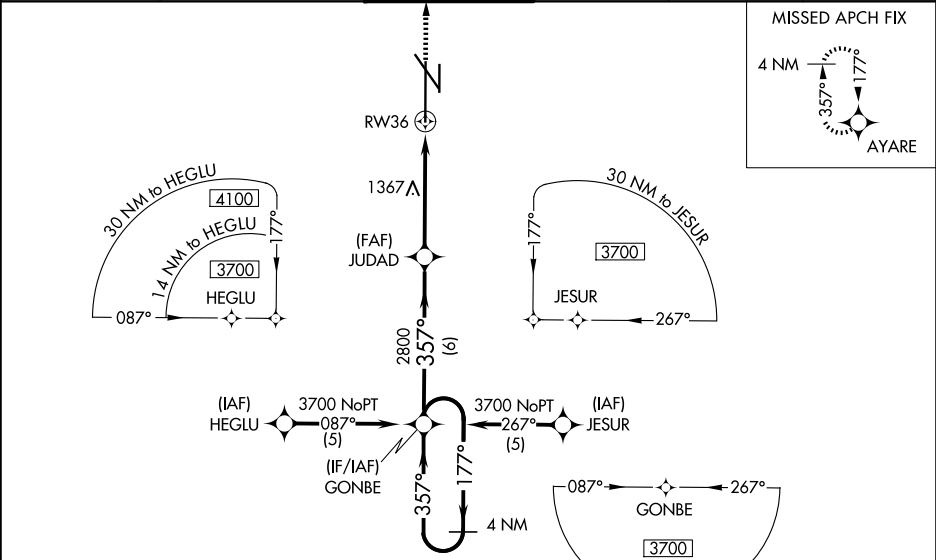 MISSED APCH FIX
4 NM
177°
357°
AYARE
RW36
1367
30 NM to HEGLU
4100
177°
14 NM to HEGLU
3700
HEGLU
087°
(FAF)
JUDAD
30 NM to JESUR
177°
3700
JESUR
267°
2800
357°
(6)
(IAF)
HEGLU
3700 NoPT
087°
(5)
3700 NoPT
267°
(5)
(IAF)
JESUR
(IF/IAF)
GONBE
357°
177°
4 NM
087°
267°
GONBE
3700